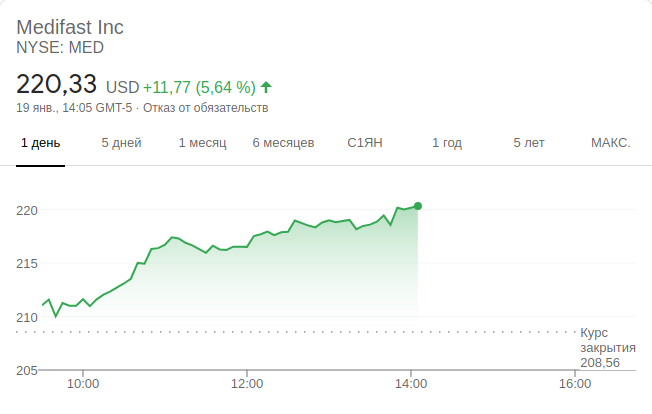 Medifast Inc
NYSE: MED
220,33 USD +11,77 (5,64 %)
19 янв., 14:05 GMT-5 · Отказ от обязательств
1 день 5 дней 1 месяц 6 месяцев С1ЯН 1 год 5 лет МАКС.
220
215
210
Курс
закрытия
208,56
205
10:00 12:00 14:00 16:00